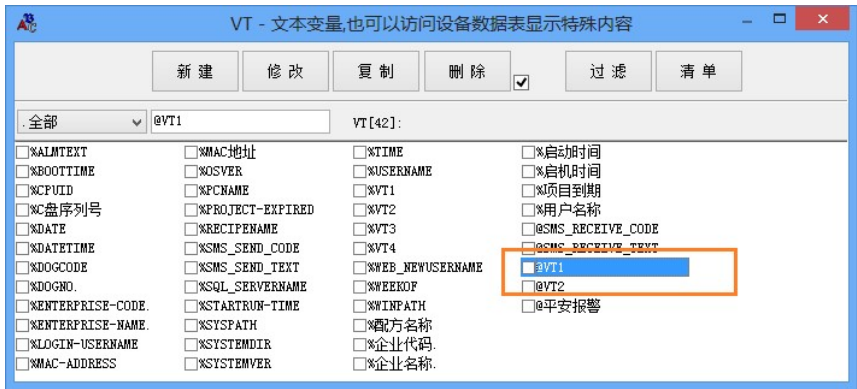 VT - 文本变量,也可以访问设备数据表显示特殊内容
新建 修改 复制 删除 过滤 清单
.全部 @VT1 VT[42]:
%ALMTEXT %MAC地址 %TIME %启动时间
%BOOTTIME %OSVER %USERNAME %启机时间
%CPUID %PCNAME %VT1 %项目到期
%C盘序列号 %PROJECT-EXPIRED %VT2 %用户名称
%DATE %RECIPENAME %VT3 @SMS_RECEIVE_CODE
%DATETIME %SMS_SEND_CODE %VT4 @SMS_RECEIVE_TEXT
%DOGCODE %SMS_SEND_TEXT %WEB_NEWUSERNAME @VT1
%DOGNO. %SQL_SERVERNAME %WEEKOF @VT2
%ENTERPRISE-CODE. %STARTRUN-TIME %WINPATH @平安报警
%ENTERPRISE-NAME. %SYSPATH %配方名称
%LOGIN-USERNAME %SYSTEMDIR %企业代码.
%MAC-ADDRESS %SYSTEMVER %企业名称.